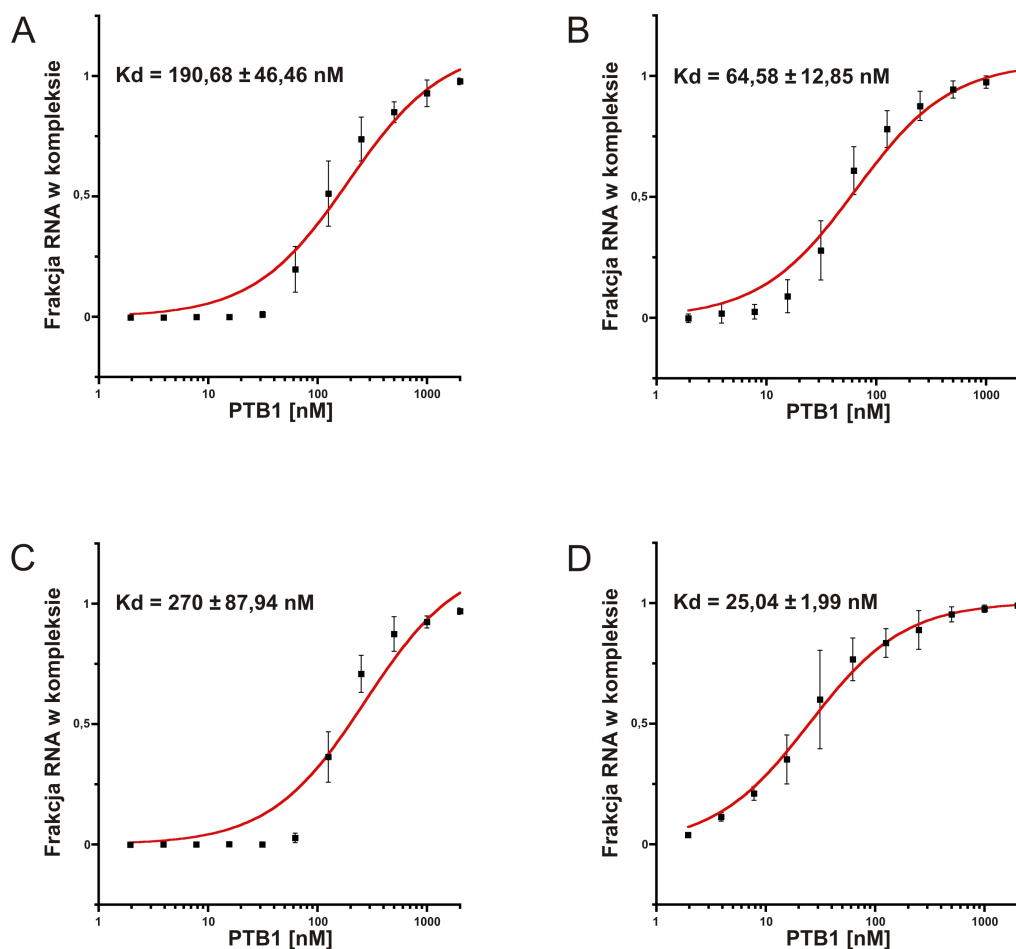 A
Kd = 190,68 ± 46,46 nM
Frakcja RNA w kompleksie
1
0,5
0
1 10 100 1000
PTB1 [nM]
B
Kd = 64,58 ± 12,85 nM
Frakcja RNA w kompleksie
1
0,5
0
1 10 100 1000
PTB1 [nM]
C
Kd = 270 ± 87,94 nM
Frakcja RNA w kompleksie
1
0,5
0
1 10 100 1000
PTB1 [nM]
D
Kd = 25,04 ± 1,99 nM
Frakcja RNA w kompleksie
1
0,5
0
1 10 100 1000
PTB1 [nM]